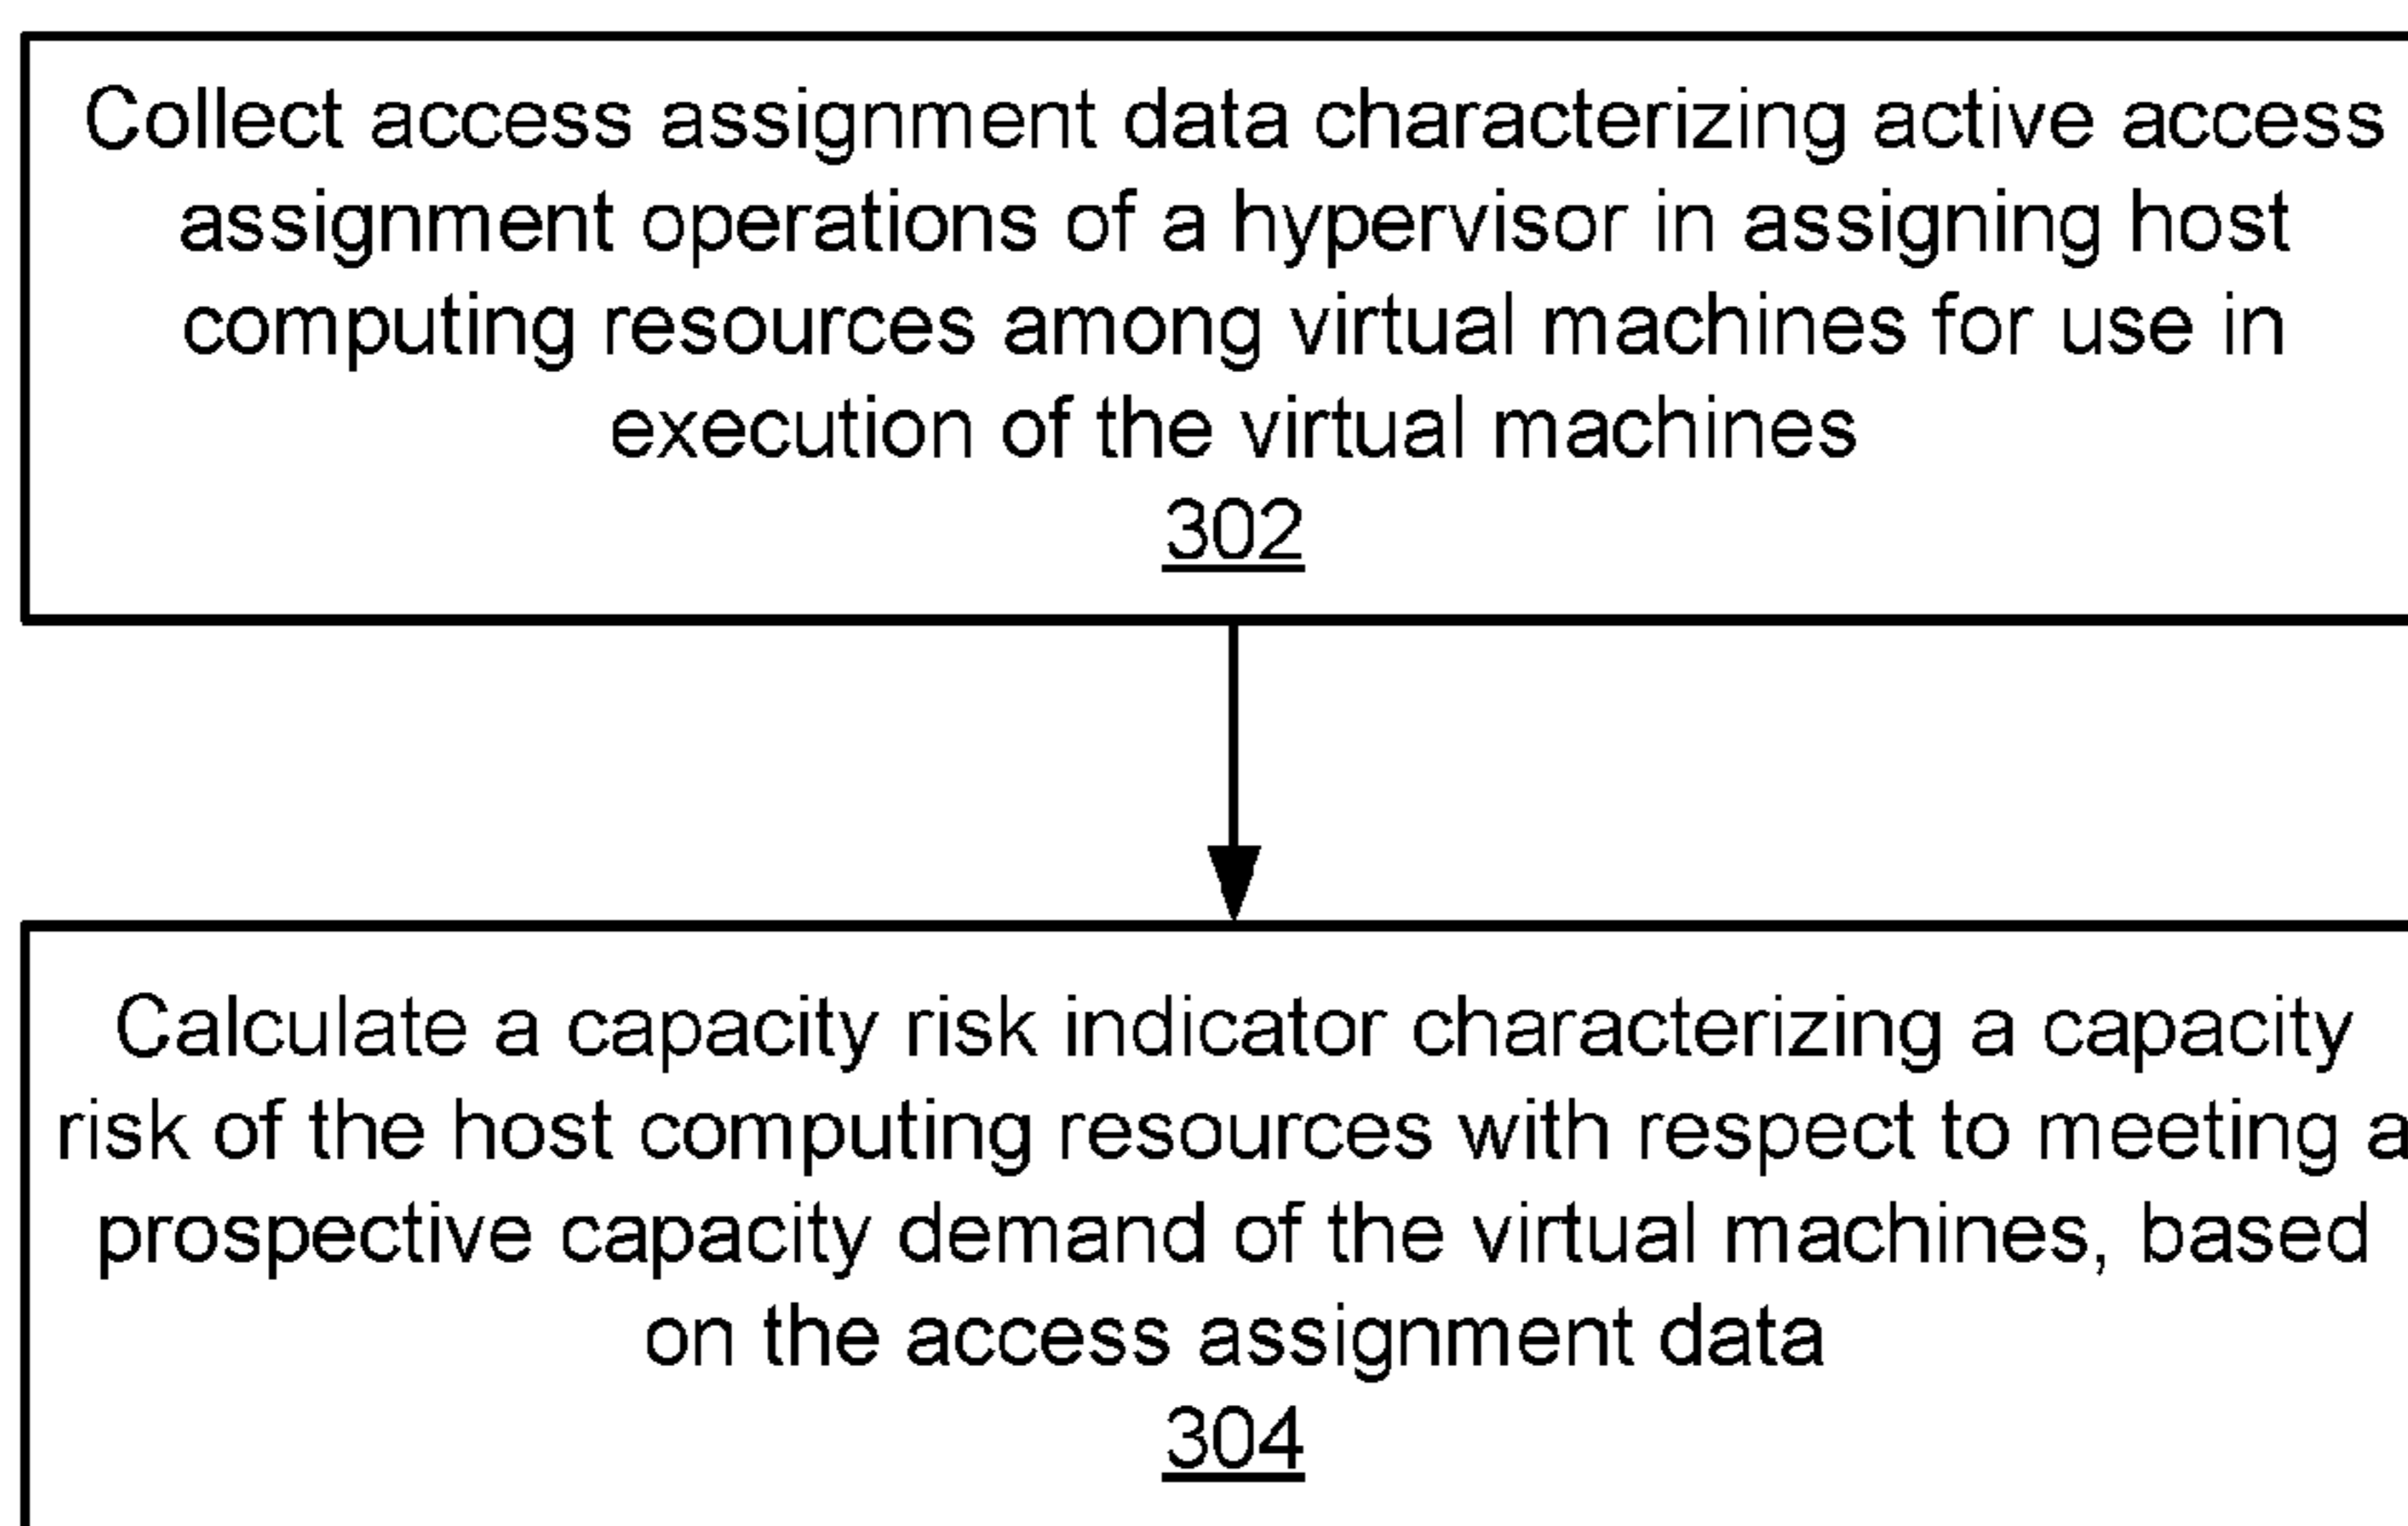 Collect access assignment data characterizing active access
assignment operations of a hypervisor in assigning host
computing resources among virtual machines for use in
execution of the virtual machines
302
Calculate a capacity risk indicator characterizing a capacity
risk of the host computing resources with respect to meeting a
prospective capacity demand of the virtual machines, based
on the access assignment data
304